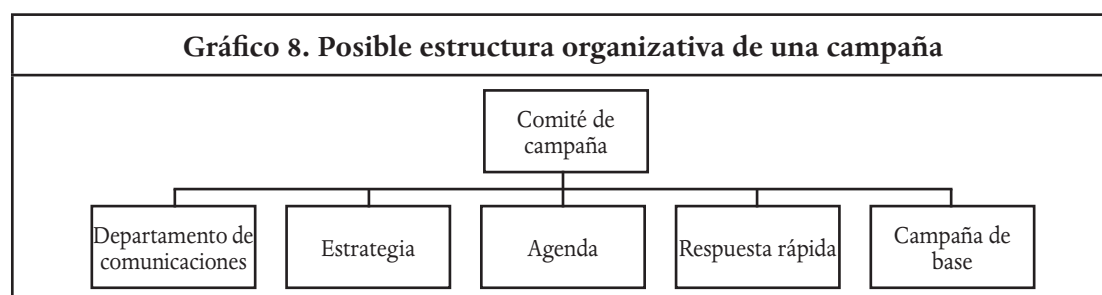 Gráfico 8. Posible estructura organizativa de una campaña
Comité de
campaña
Departamento de
comunicaciones
Estrategia
Agenda
Respuesta rápida
Campaña de
base